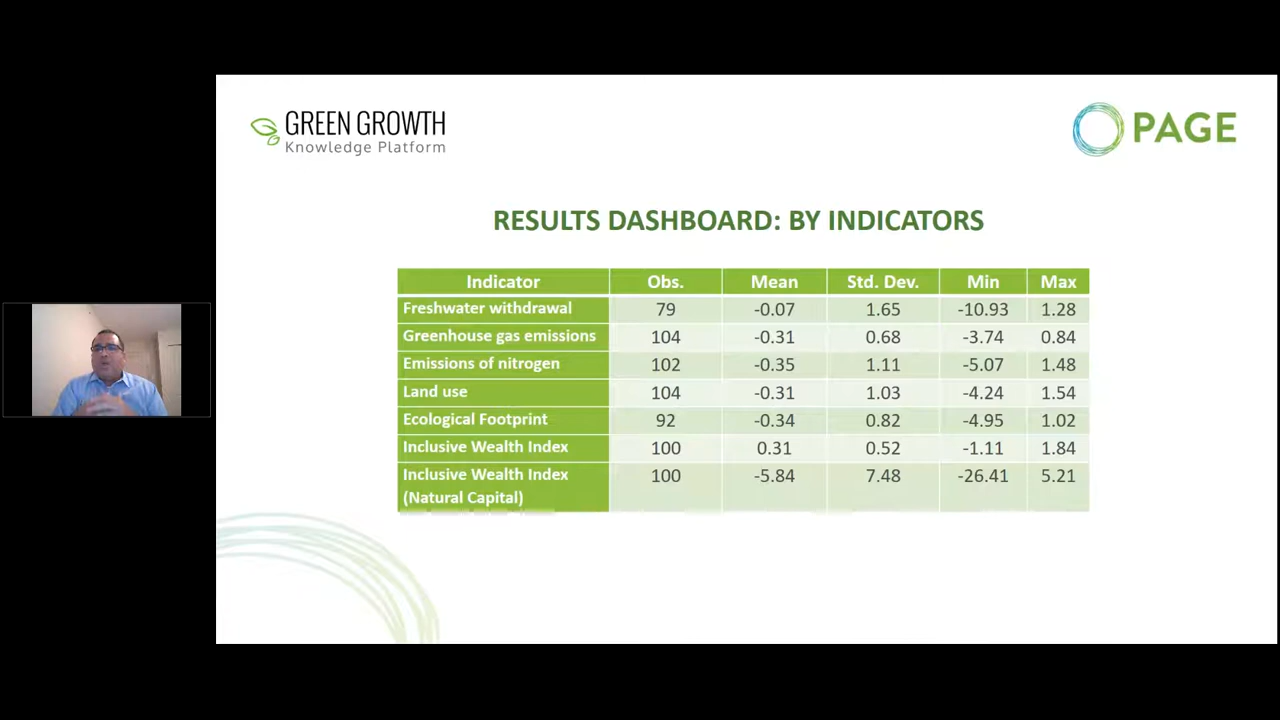 GREEN GROWTH
Knowledge Platform
PAGE
RESULTS DASHBOARD: BY INDICATORS
Indicator Obs. Mean Std. Dev. Min Max
Freshwater withdrawal 79 -0.07 1.65 -10.93 1.28
Greenhouse gas emissions 104 -0.31 0.68 -3.74 0.84
Emissions of nitrogen 102 -0.35 1.11 -5.07 1.48
Land use 104 -0.31 1.03 -4.24 1.54
Ecological Footprint 92 -0.34 0.82 -4.95 1.02
Inclusive Wealth Index 100 0.31 0.52 -1.11 1.84
Inclusive Wealth Index 100 -5.84 7.48 -26.41 5.21
(Natural Capital)